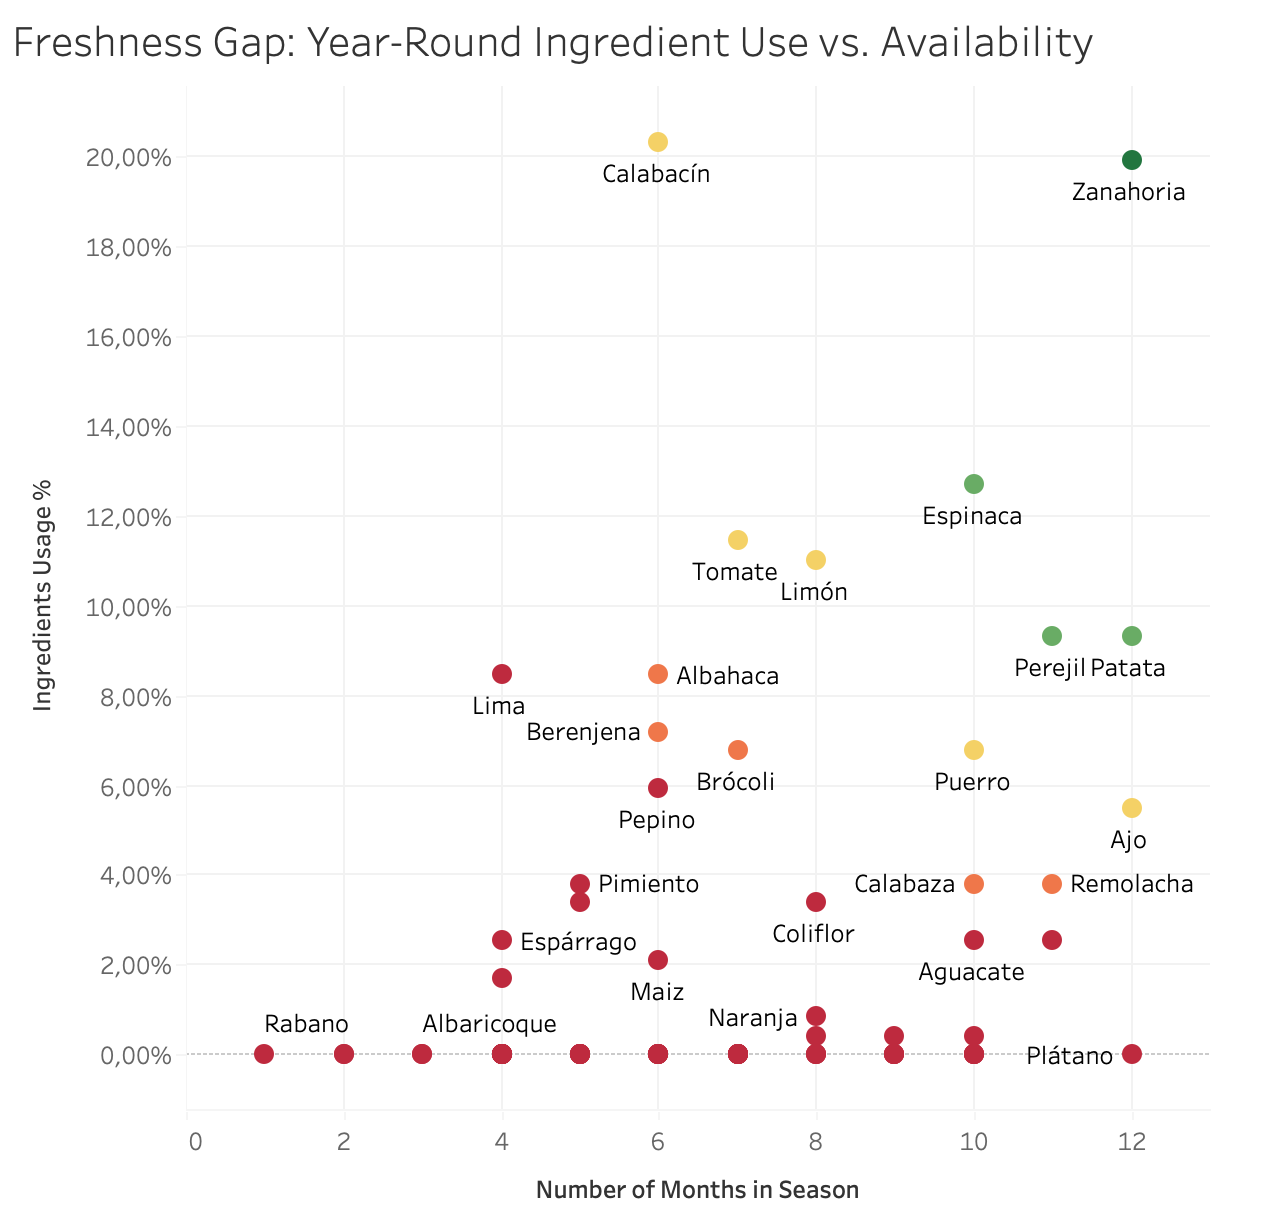 Freshness Gap: Year-Round Ingredient Use vs. Availability
20,00%
Calabacín
Zanahoria
18,00%
16,00%
14,00%
12,00%
Espinaca
Tomate
Limón
10,00%
Perejil
Patata
Albahaca
8,00%
Lima
Berenjena
Brócoli
Puerro
6,00%
Pepino
Ajo
4,00%
Pimiento
Calabaza
Remolacha
Coliflor
Espárrago
2,00%
Aguacate
Maiz
Naranja
Rabano
Albaricoque
0,00%
Plátano
Ingredients Usage %
0 2 4 6 8 10 12
Number of Months in Season